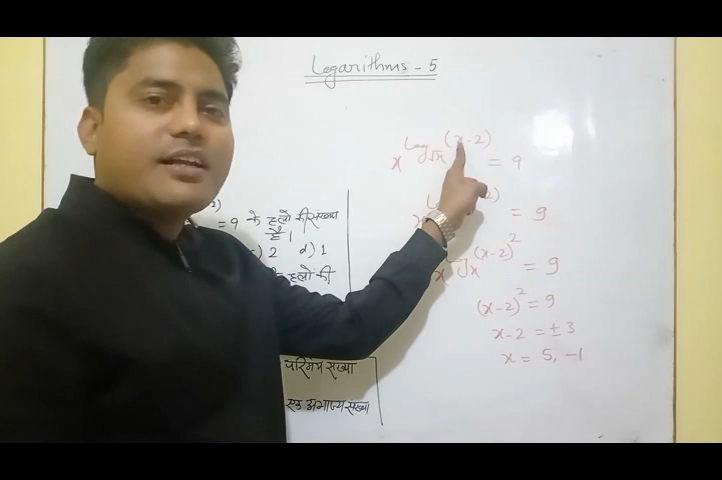 Logarithms - 5
x^log_√x (x-2) = 9
= 9 के हलों की संख्या
है।
2 d) 1
के हलों की
= 9
x (x-2)^2 = 9
(x-2)^2 = 9
x-2 = ±3
x = 5, -1
परिमेय संख्या
एक अभाज्य संख्या